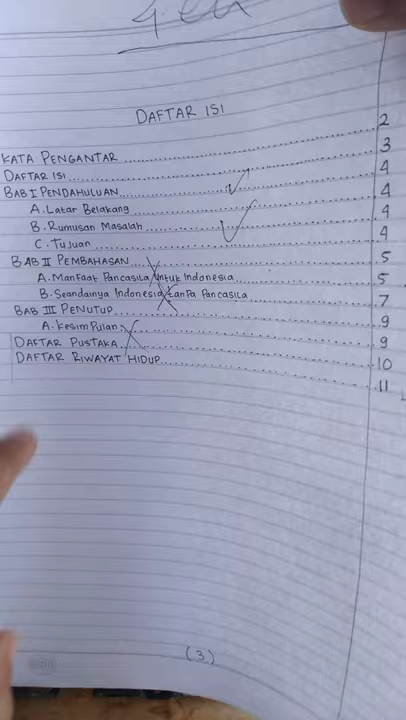 DAFTAR ISI
KATA PENGANTAR 2
DAFTAR ISI 3
BAB I PENDAHULUAN 4
A. Latar Belakang 4
B. Rumusan Masalah 4
C. Tujuan 4
BAB II PEMBAHASAN 5
A. Manfaat Pancasila untuk Indonesia 5
B. Seandainya Indonesia tanpa Pancasila 7
BAB III PENUTUP 9
A. Kesimpulan 9
DAFTAR PUSTAKA 10
DAFTAR RIWAYAT HIDUP 11
(3)